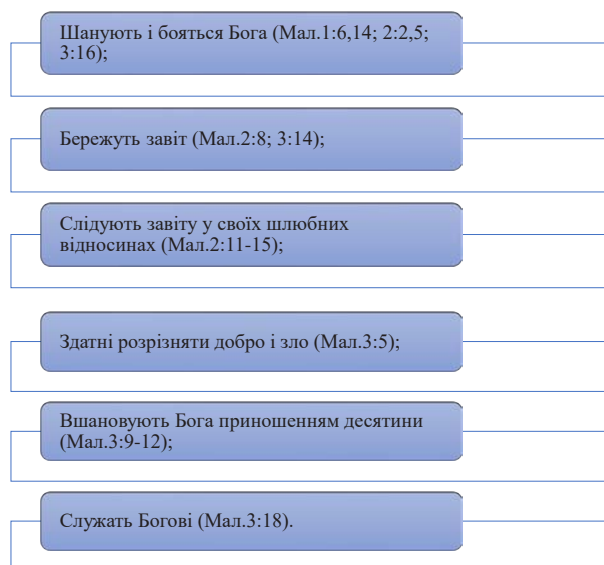 Шанують і бояться Бога (Мал.1:6,14; 2:2,5;
3:16);
Бережуть завіт (Мал.2:8; 3:14);
Слідують завіту у своїх шлюбних
відносинах (Мал.2:11-15);
Здатні розрізняти добро і зло (Мал.3:5);
Вшановують Бога приношенням десятини
(Мал.3:9-12);
Служать Богові (Мал.3:18).